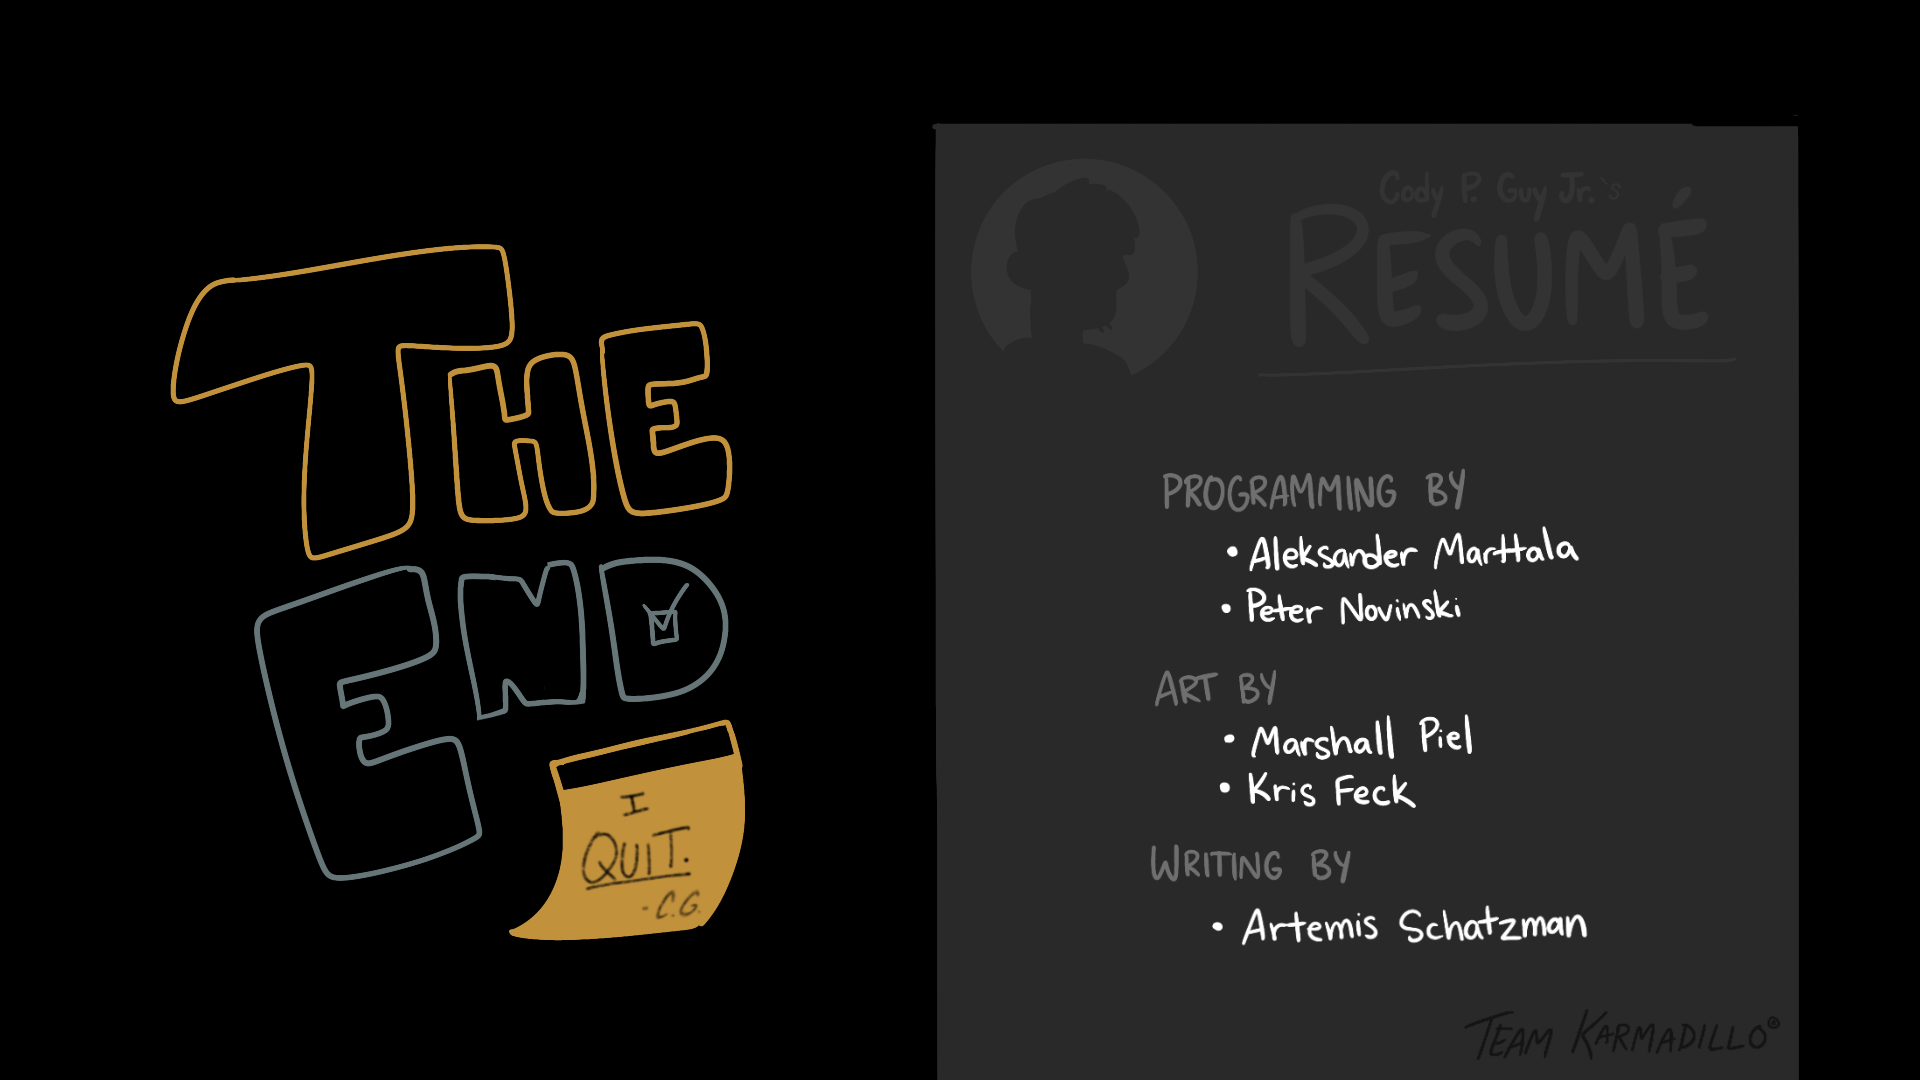 THE
END
I
QUIT.
- C.G.
Cody P. Guy Jr.'s
RESUMÉ
PROGRAMMING BY
• Aleksander Marttala
• Peter Novinski
ART BY
• Marshall Piel
• Kris Feck
WRITING BY
• Artemis Schatzman
TEAM KARMADILLO©